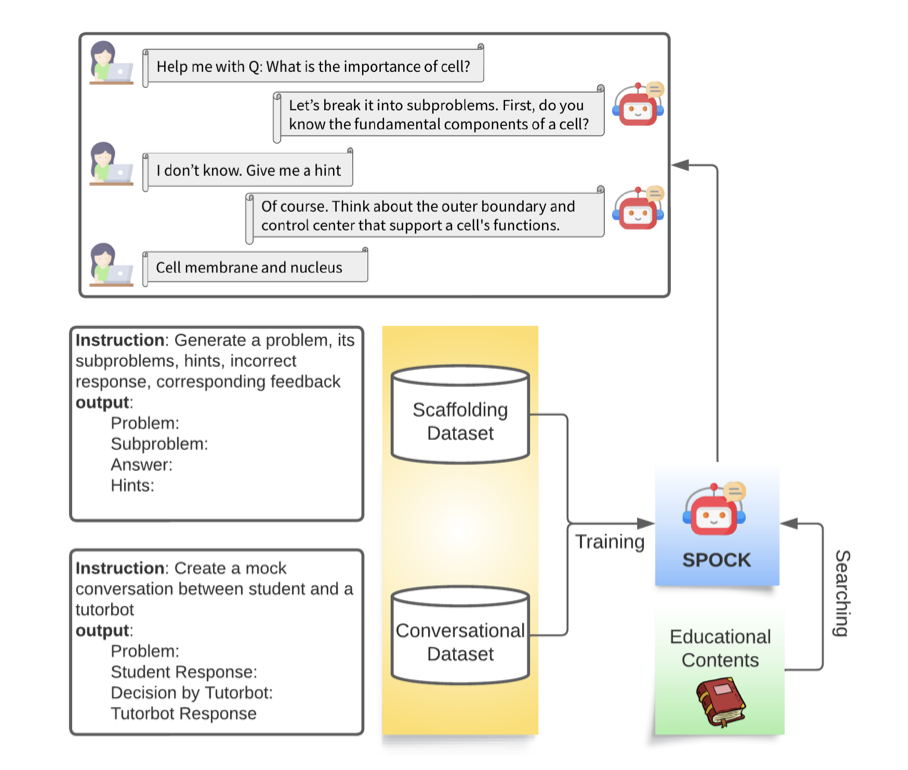 Help me with Q: What is the importance of cell?
Let's break it into subproblems. First, do you
know the fundamental components of a cell?
I don't know. Give me a hint
Of course. Think about the outer boundary and
control center that support a cell's functions.
Cell membrane and nucleus
Instruction: Generate a problem, its
subproblems, hints, incorrect
response, corresponding feedback
output:
Problem:
Subproblem:
Answer:
Hints:
Scaffolding
Dataset
Training
SPOCK
Searching
Instruction: Create a mock
conversation between student and a
tutorbot
output:
Problem:
Student Response:
Decision by Tutorbot:
Tutorbot Response
Conversational
Dataset
Educational
Contents